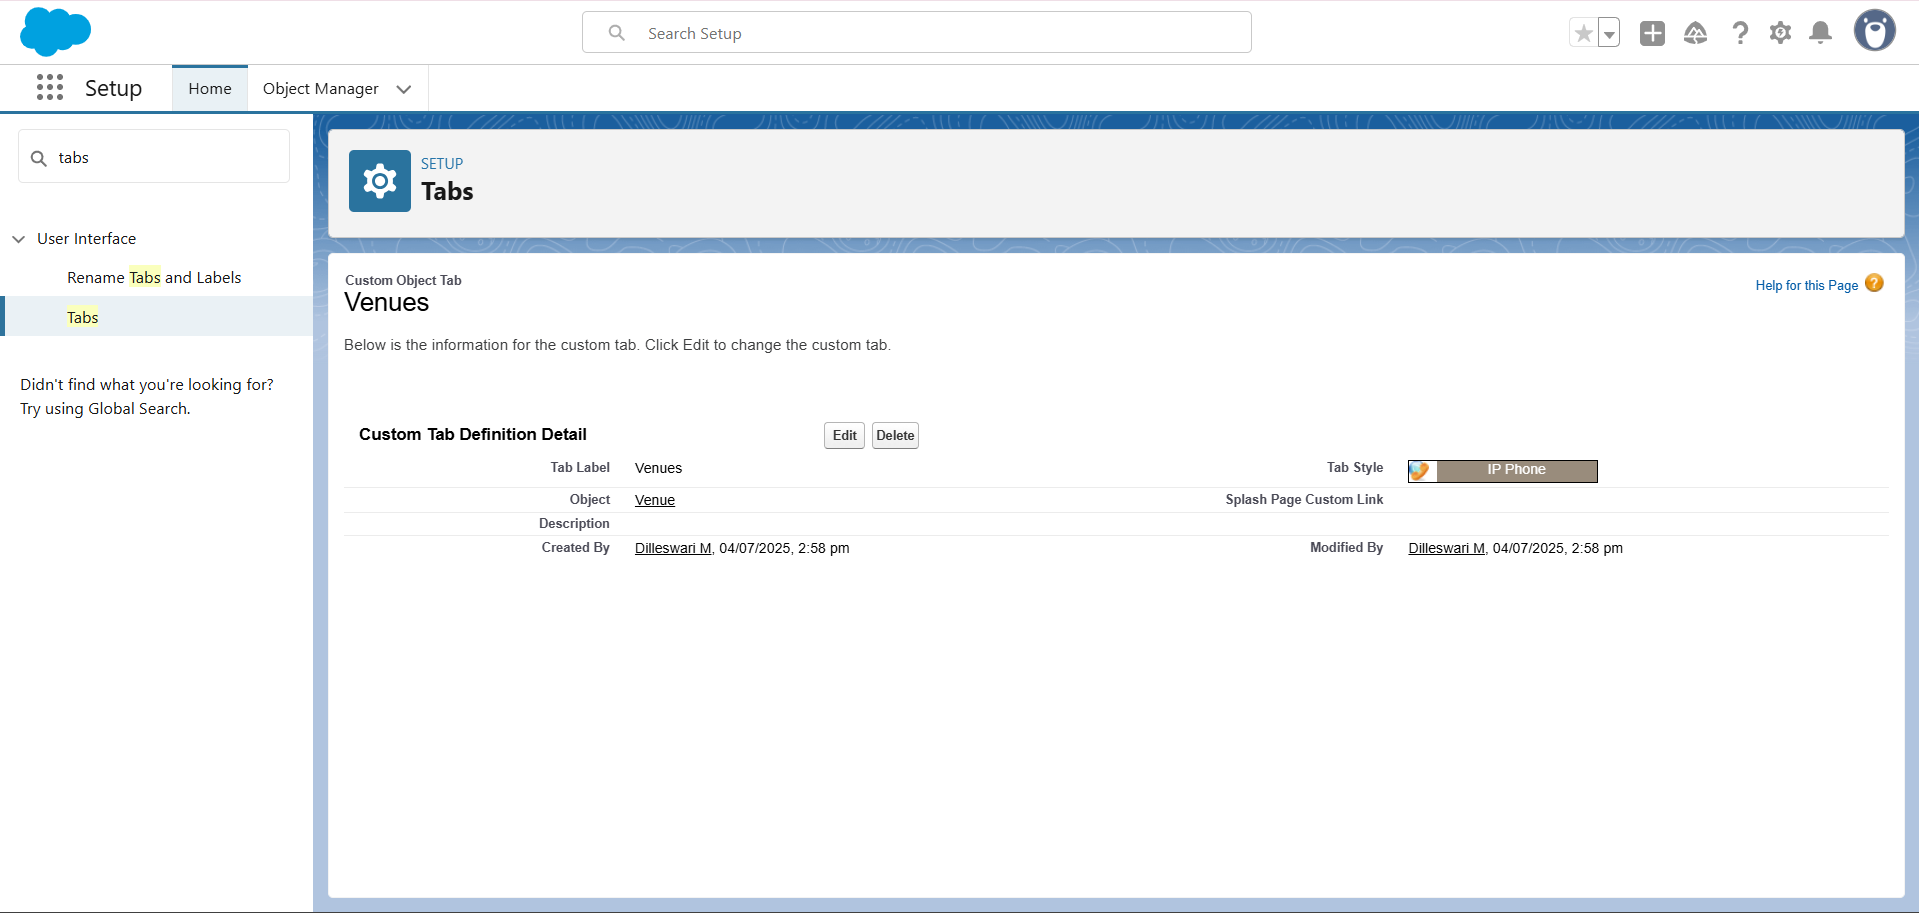 Search Setup
Setup
Home
Object Manager
tabs
User Interface
Rename Tabs and Labels
Tabs
Didn't find what you're looking for?
Try using Global Search.
SETUP
Tabs
Custom Object Tab
Venues
Help for this Page ?
Below is the information for the custom tab. Click Edit to change the custom tab.
Custom Tab Definition Detail Edit Delete
Tab Label Venues Tab Style IP Phone
Object Venue Splash Page Custom Link
Description
Created By Dilleswari M, 04/07/2025, 2:58 pm Modified By Dilleswari M, 04/07/2025, 2:58 pm